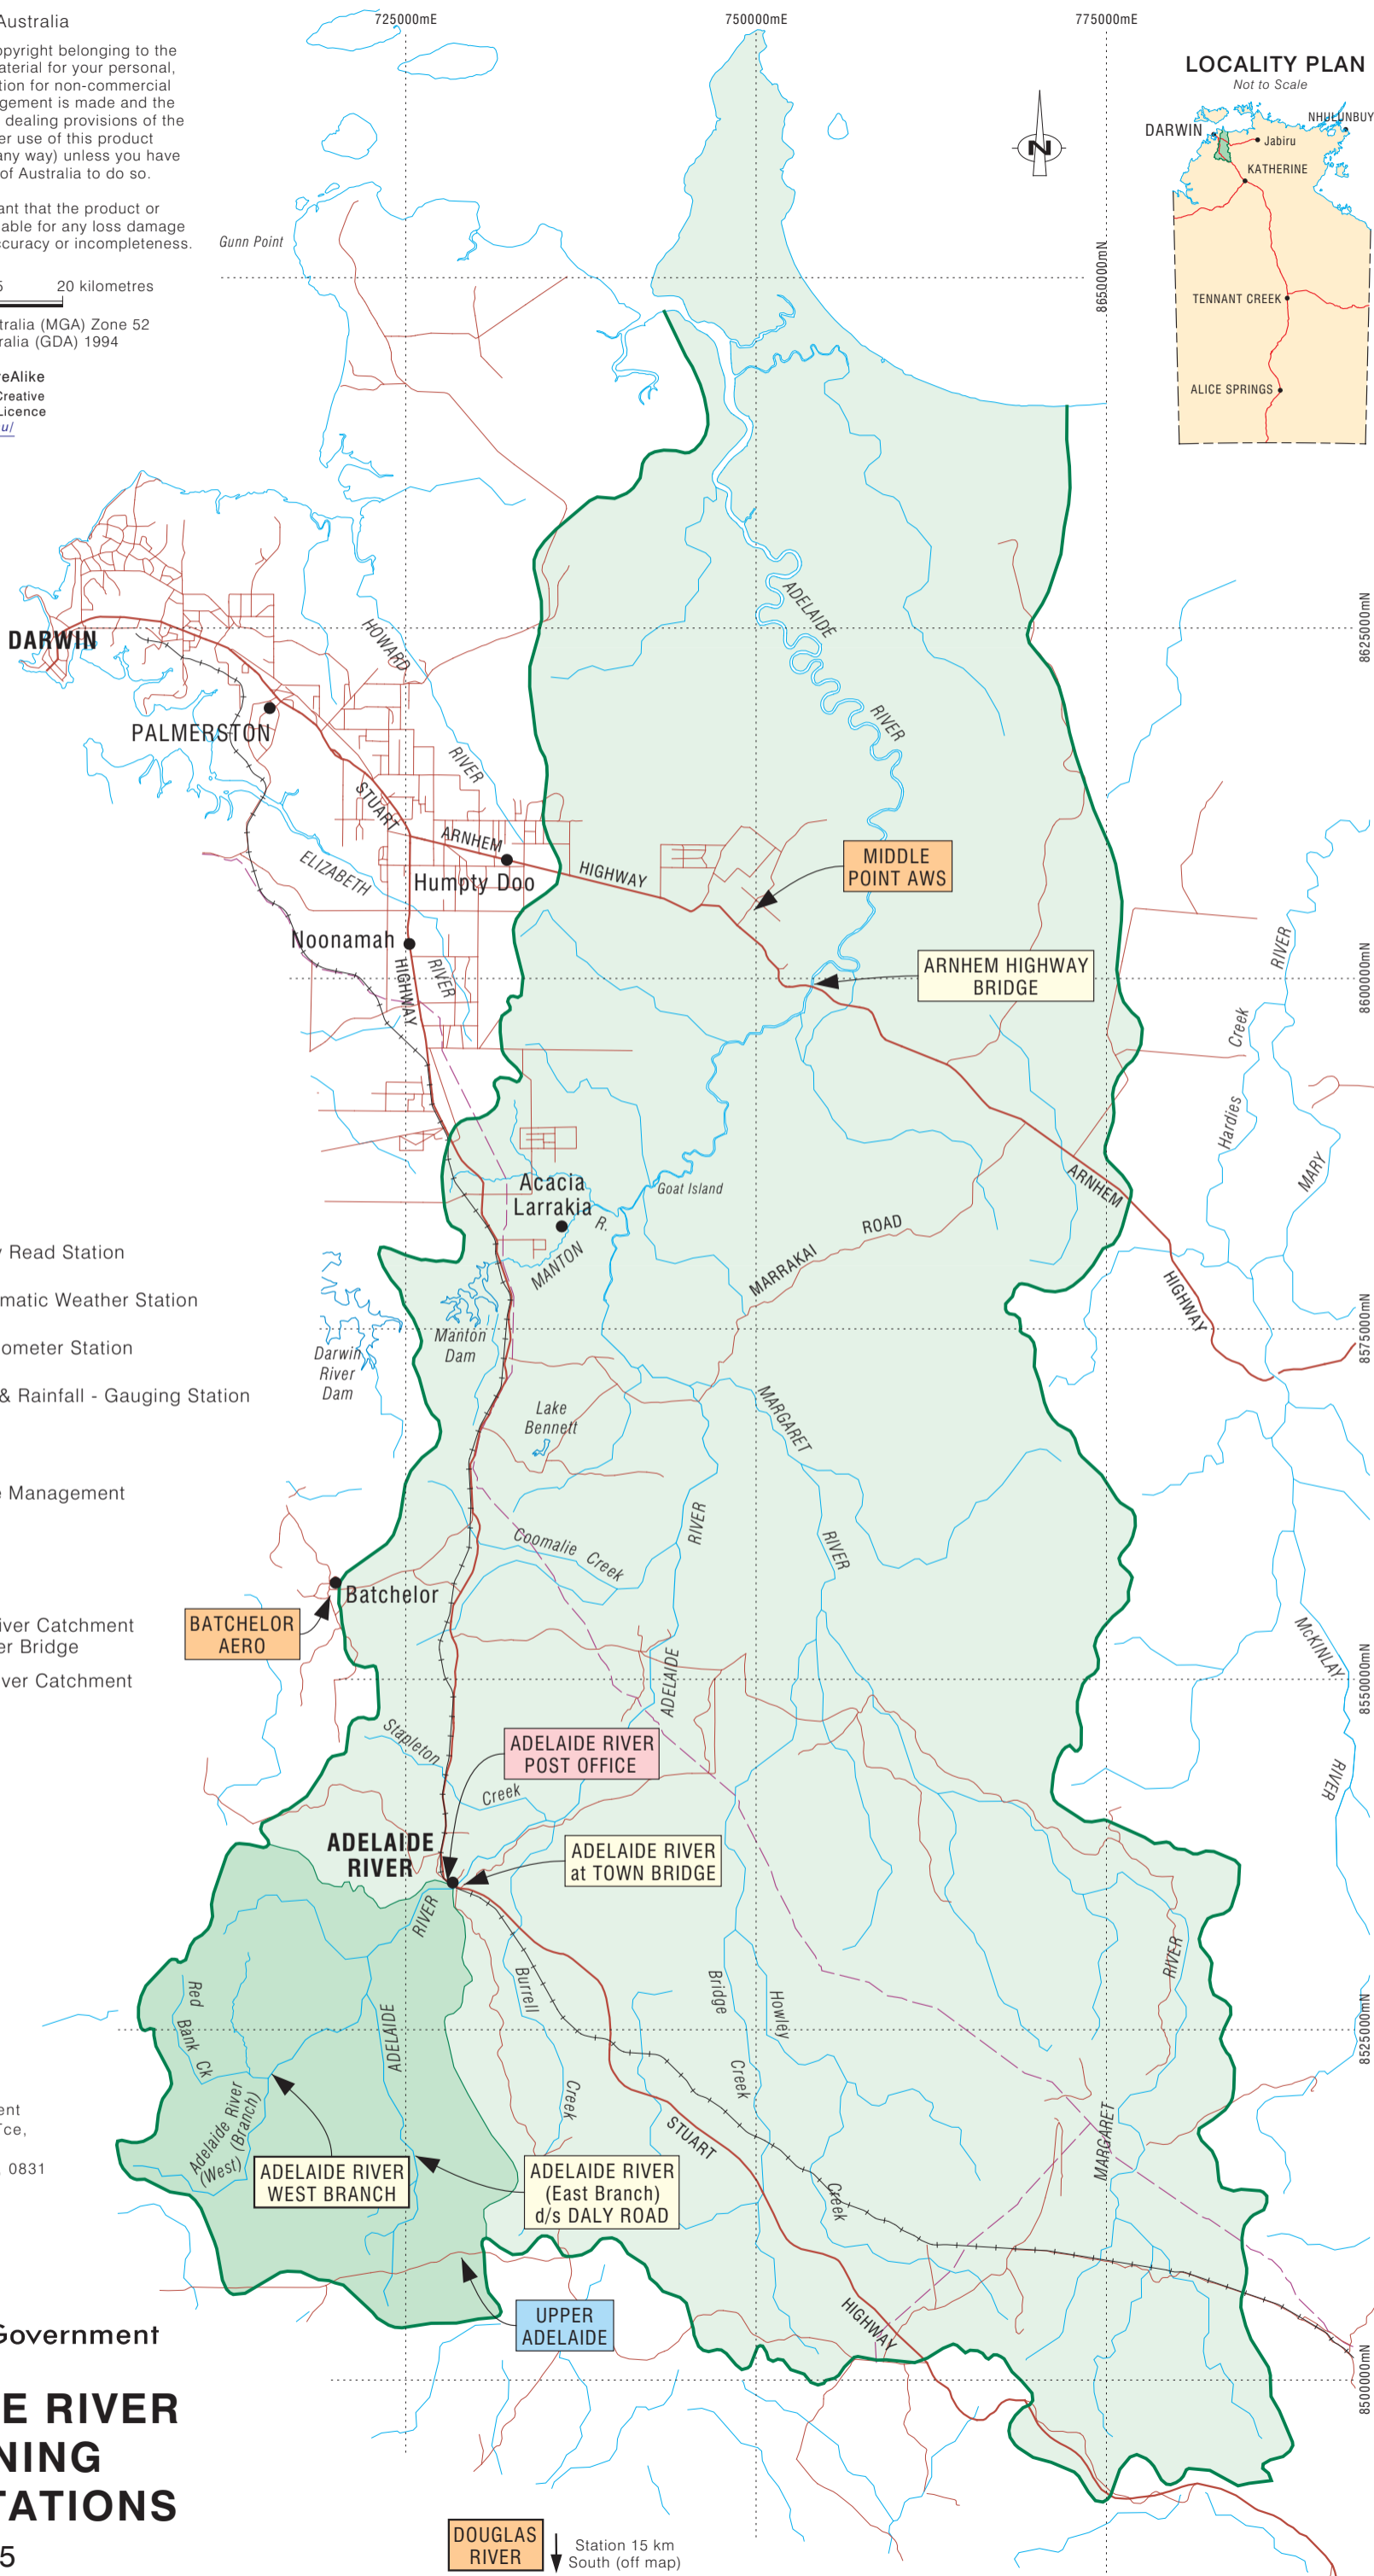 Australia
opyright belonging to the
aterial for your personal,
tion for non-commercial
gement is made and the
dealing provisions of the
er use of this product
any way) unless you have
of Australia to do so.
ant that the product or
able for any loss damage
ccuracy or incompleteness.
5 20 kilometres
tralia (MGA) Zone 52
ralia (GDA) 1994
eAlike
Creative
Licence
u/
725000mE
750000mE
775000mE
N
LOCALITY PLAN
Not to Scale
DARWIN
NHULUNBUY
Jabiru
KATHERINE
TENNANT CREEK
ALICE SPRINGS
Gunn Point
8650000mN
DARWIN
PALMERSTON
HOWARD
RIVER
ADELAIDE
RIVER
8625000mN
STUART
HIGHWAY
ARNHEM
HIGHWAY
Humpty Doo
ELIZABETH
RIVER
Noonamah
MIDDLE
POINT AWS
ARNHEM HIGHWAY
BRIDGE
RIVER
8600000mN
Creek
Hardies
MARY
Acacia
Larrakia
R.
MANTON
Goat Island
MARRAKAI
ROAD
ARNHEM
HIGHWAY
8575000mN
y Read Station
matic Weather Station
ometer Station
& Rainfall - Gauging Station
e Management
iver Catchment
er Bridge
ver Catchment
Darwin
River
Dam
Manton
Dam
Lake
Bennett
MARGARET
RIVER
RIVER
Coomalie Creek
Batchelor
BATCHELOR
AERO
ADELAIDE
McKINLAY
RIVER
8550000mN
Stapleton
Creek
ADELAIDE RIVER
POST OFFICE
ADELAIDE
RIVER
ADELAIDE RIVER
at TOWN BRIDGE
RIVER
Burrell
Creek
Bridge
Creek
Howley
Creek
RIVER
MARGARET
8525000mN
Red
Bank Ck
ADELAIDE
Adelaide River
(West) (Branch)
ADELAIDE RIVER
WEST BRANCH
ADELAIDE RIVER
(East Branch)
d/s DALY ROAD
STUART
HIGHWAY
UPPER
ADELAIDE
8500000mN
ent
Tce,
0831
Government
E RIVER
NING
TATIONS
5
DOUGLAS
RIVER
Station 15 km
South (off map)